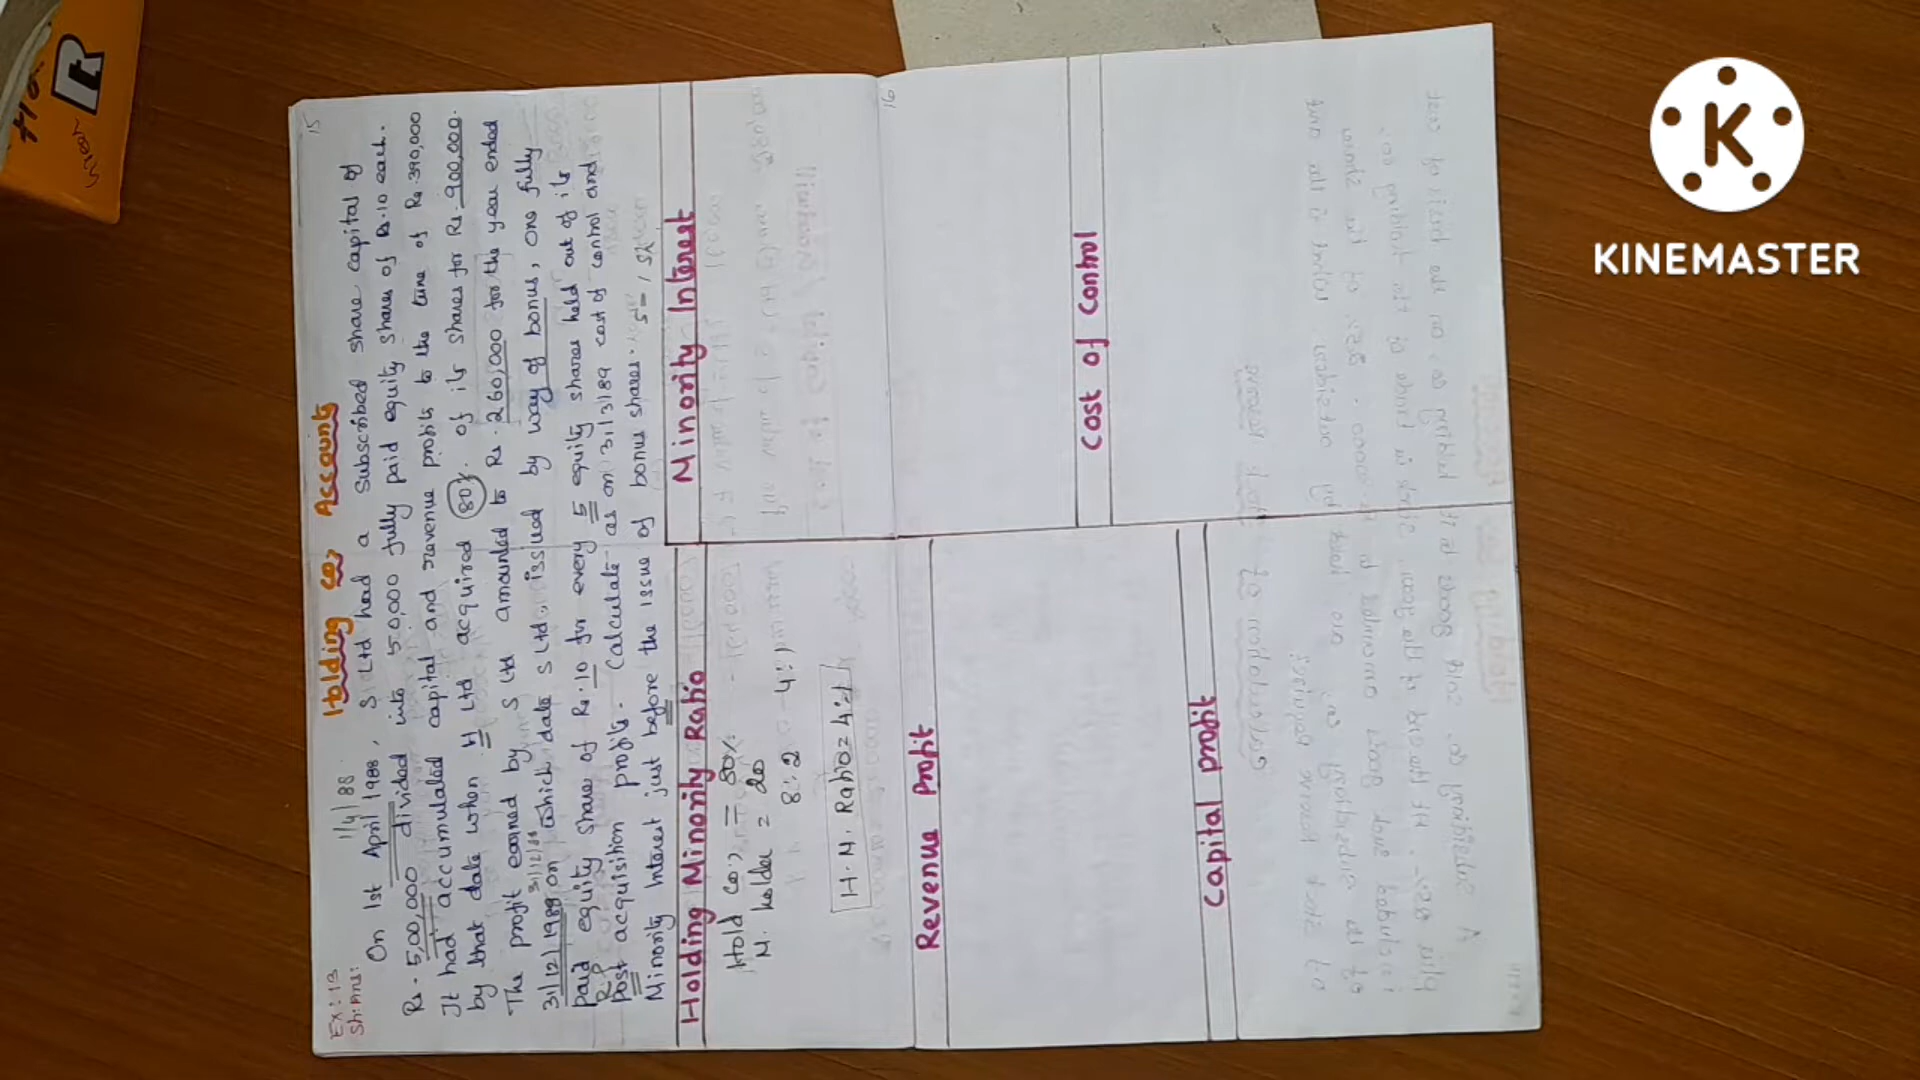 15
Ex:13
Sh:Ans:
Holding Co's Accounts
1/4/88
On 1st April 1988, S Ltd had a subscribed share capital of
Rs. 5,00,000 divided into 50,000 fully paid equity shares of Rs.10 each.
It had accumulated capital and revenue profits to the tune of Rs.390,000
by that date when H Ltd acquired 80% of its shares for Rs.900,000.
The profit earned by S Ltd amounted to Rs.260,000 for the year ended
31/12/88
31/12/1988 on which date S Ltd. issued by way of bonus, one fully
paid equity share of Rs.10 for every 5 equity shares held out of its
R.P
post acquisition profits. Calculate as on 31/3/89 cost of control and
Minority Interest just before the issue of bonus shares.
Holding Minority Ratio
Hold Co's = 80%
M. holder = 20
8:2
4:1
H.M. Ratio = 4:1
Minority Interest
16
Revenue Profit
Cost of Control
Capital profit
R
KINEMASTER